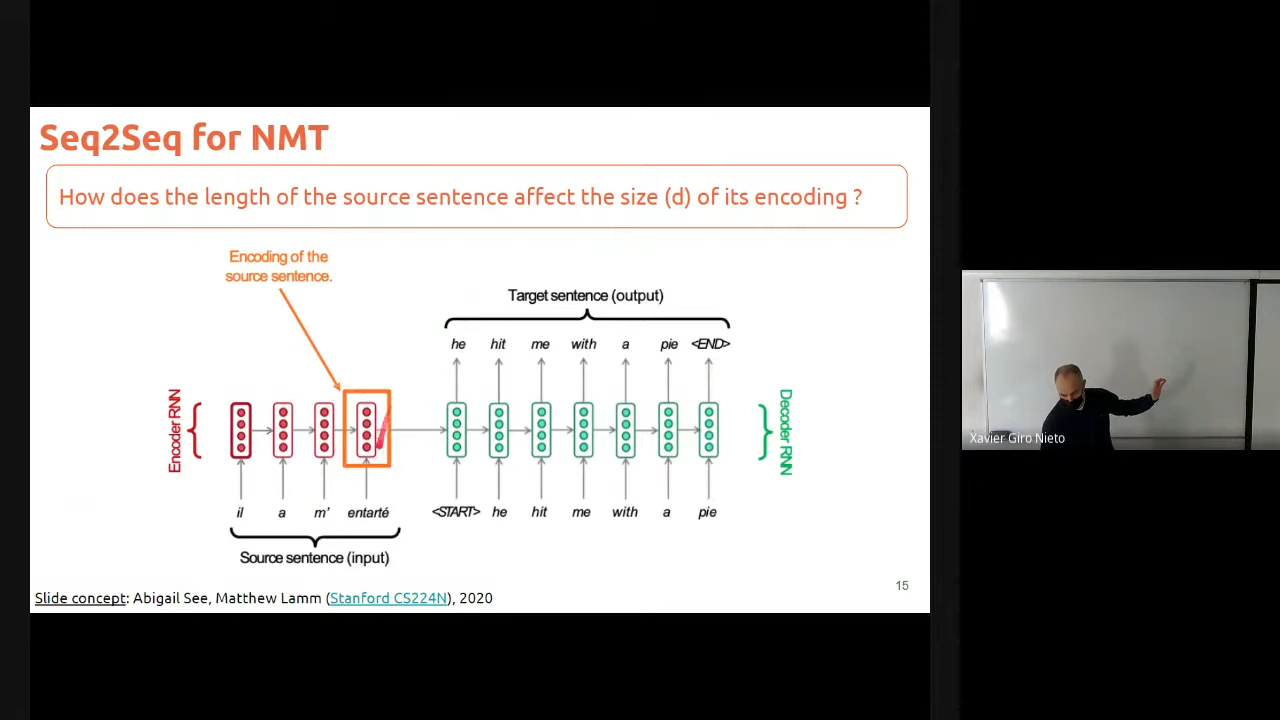 Seq2Seq for NMT
How does the length of the source sentence affect the size (d) of its encoding ?
Encoding of the
source sentence.
Target sentence (output)
he hit me with a pie <END>
Encoder RNN
Decoder RNN
il a m' entarté <START> he hit me with a pie
Source sentence (input)
Slide concept: Abigail See, Matthew Lamm (Stanford CS224N), 2020
15
Xavier Giro Nieto